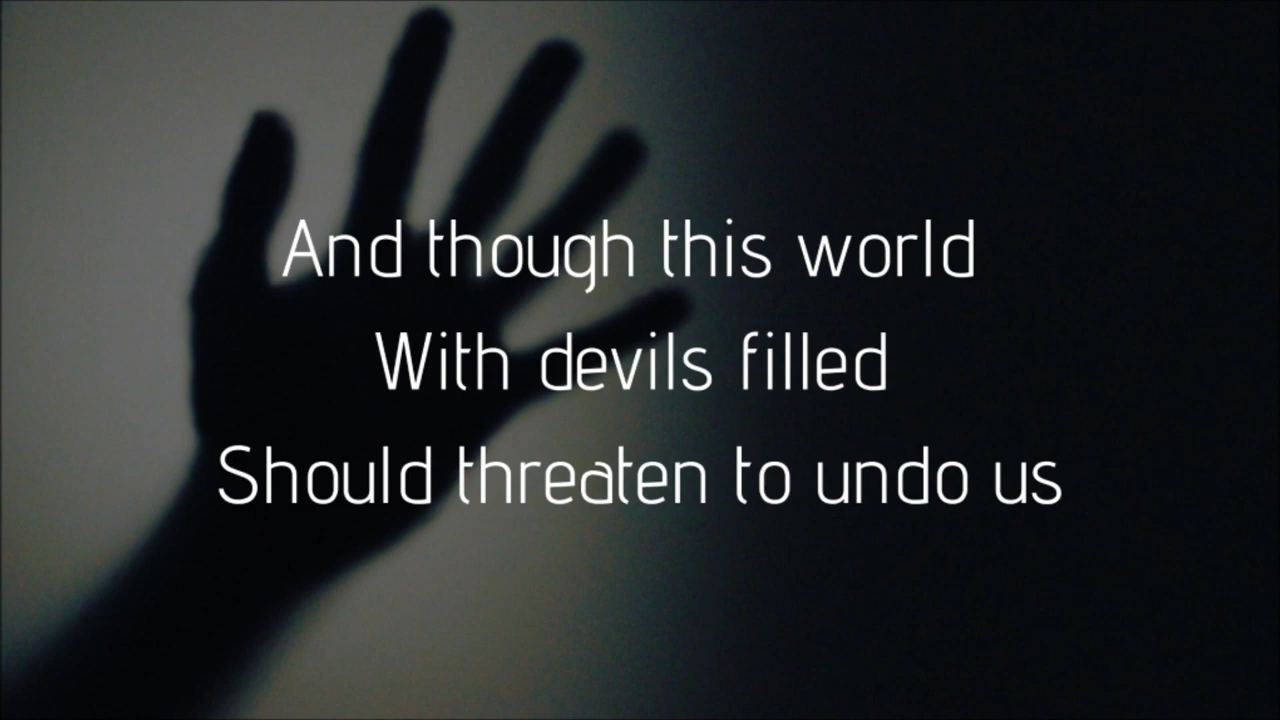 And though this world
With devils filled
Should threaten to undo us